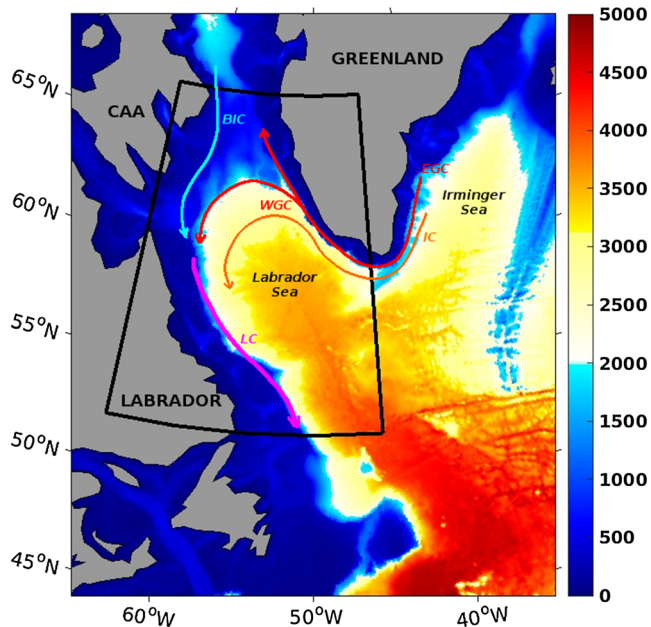 5000
GREENLAND
65°N
4500
CAA
BIC
4000
EGC
Irminger
Sea
3500
60°N
WGC
IC
3000
Labrador
Sea
2500
55°N
LC
2000
1500
LABRADOR
50°N
1000
500
45°N
0
60°W
50°W
40°W